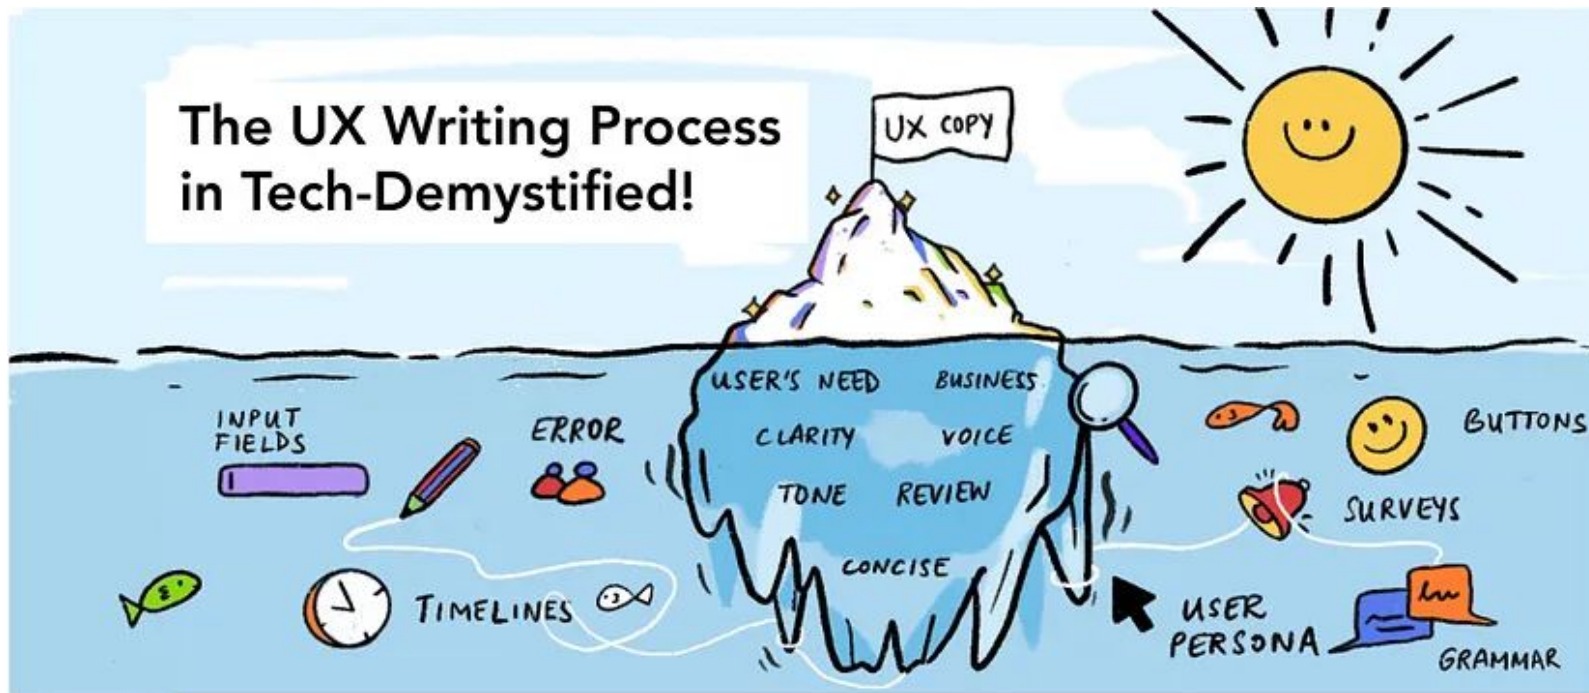 The UX Writing Process
in Tech-Demystified!
UX COPY
USER'S NEED
BUSINESS
INPUT
FIELDS
ERROR
CLARITY
VOICE
BUTTONS
TONE
REVIEW
SURVEYS
CONCISE
TIMELINES
USER
PERSONA
GRAMMAR